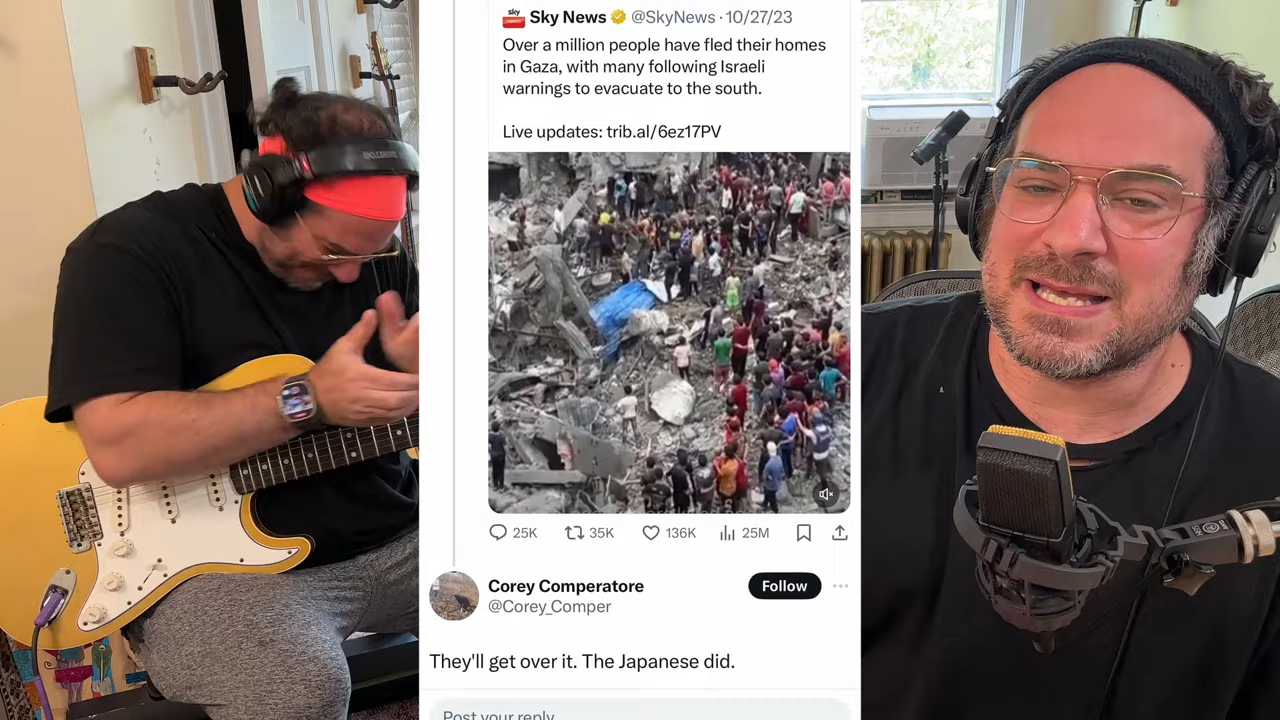 sky
Sky News @SkyNews · 10/27/23
Over a million people have fled their homes
in Gaza, with many following Israeli
warnings to evacuate to the south.
Live updates: trib.al/6ez17PV
25K 35K 136K 25M
Corey Comperatore Follow
@Corey_Comper
They'll get over it. The Japanese did.
Post your reply